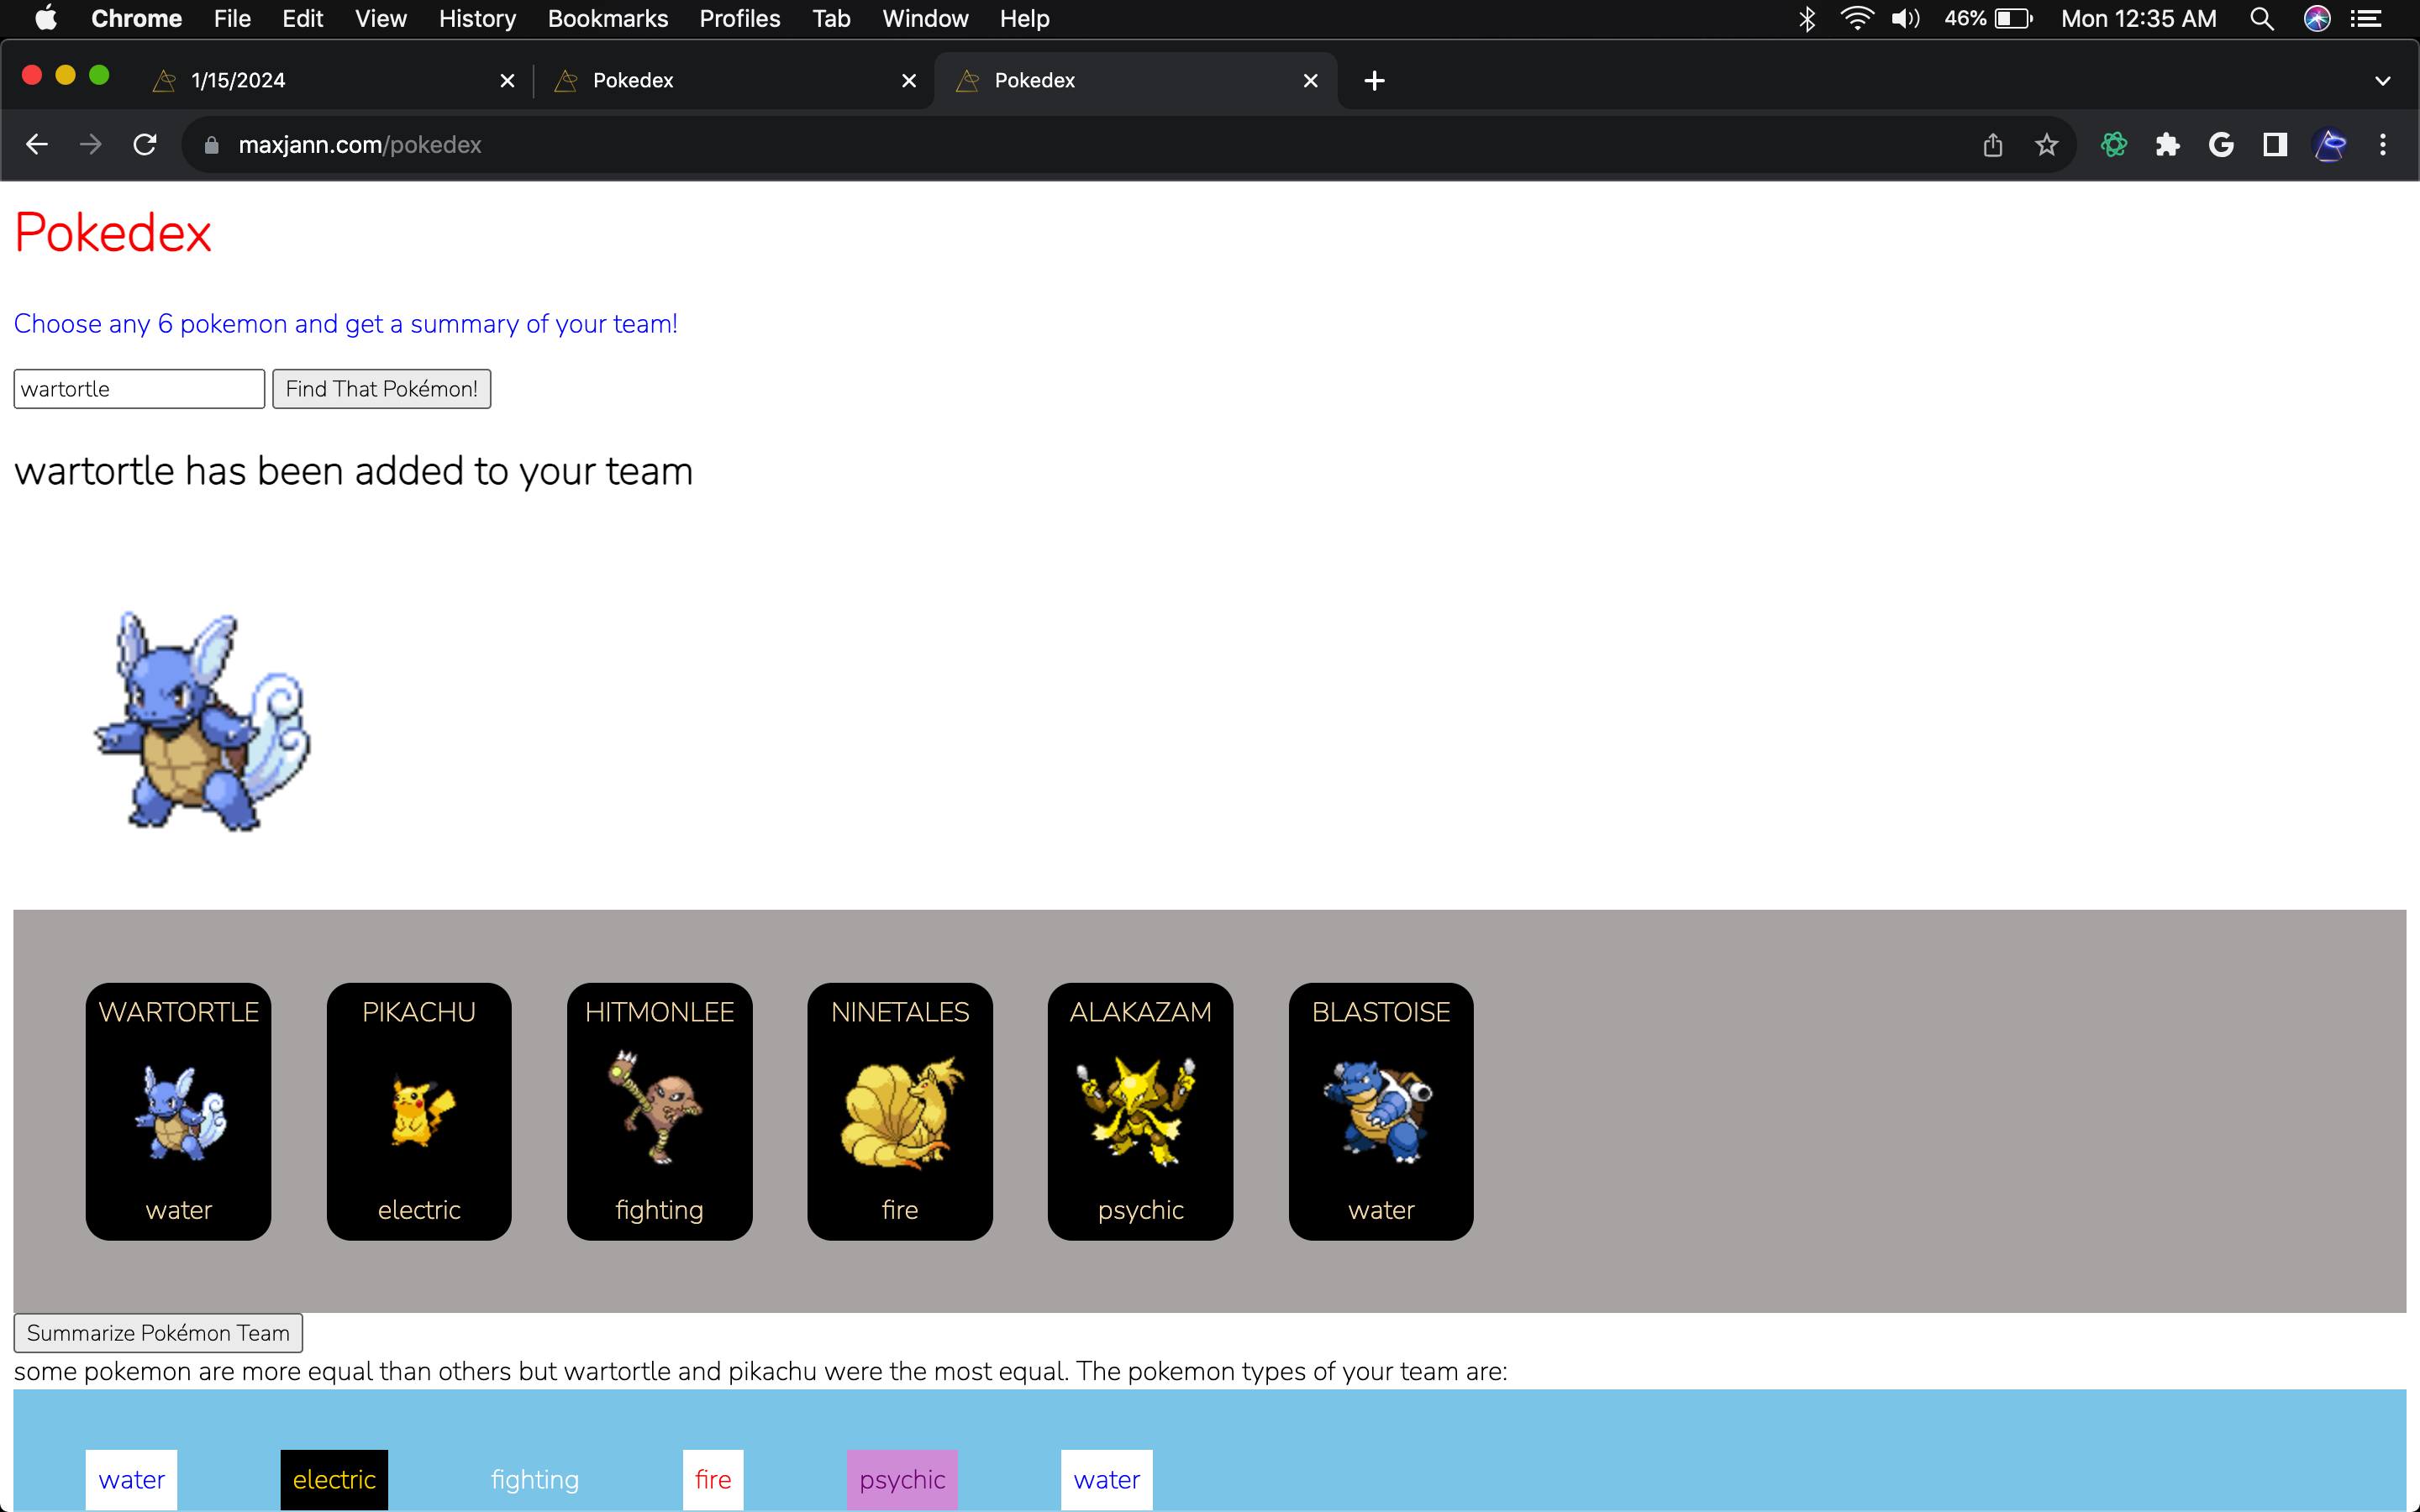 Chrome File Edit View History Bookmarks Profiles Tab Window Help 46% Mon 12:35 AM
1/15/2024 Pokedex Pokedex
maxjann.com/pokedex
Pokedex
Choose any 6 pokemon and get a summary of your team!
wartortle Find That Pokémon!
wartortle has been added to your team
WARTORTLE PIKACHU HITMONLEE NINETALES ALAKAZAM BLASTOISE
water electric fighting fire psychic water
Summarize Pokémon Team
some pokemon are more equal than others but wartortle and pikachu were the most equal. The pokemon types of your team are:
water electric fighting fire psychic water